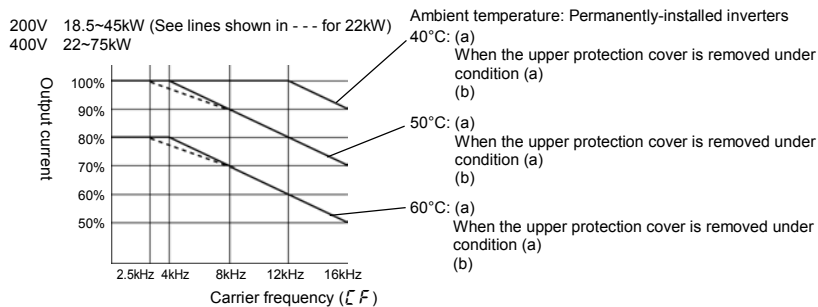 200V 18.5~45kW (See lines shown in - - - for 22kW)
400V 22~75kW
Ambient temperature: Permanently-installed inverters
40°C: (a)
When the upper protection cover is removed under
condition (a)
(b)
50°C: (a)
When the upper protection cover is removed under
condition (a)
(b)
60°C: (a)
When the upper protection cover is removed under
condition (a)
(b)
Output current
100%
90%
80%
70%
60%
50%
2.5kHz 4kHz 8kHz 12kHz 16kHz
Carrier frequency (CF)